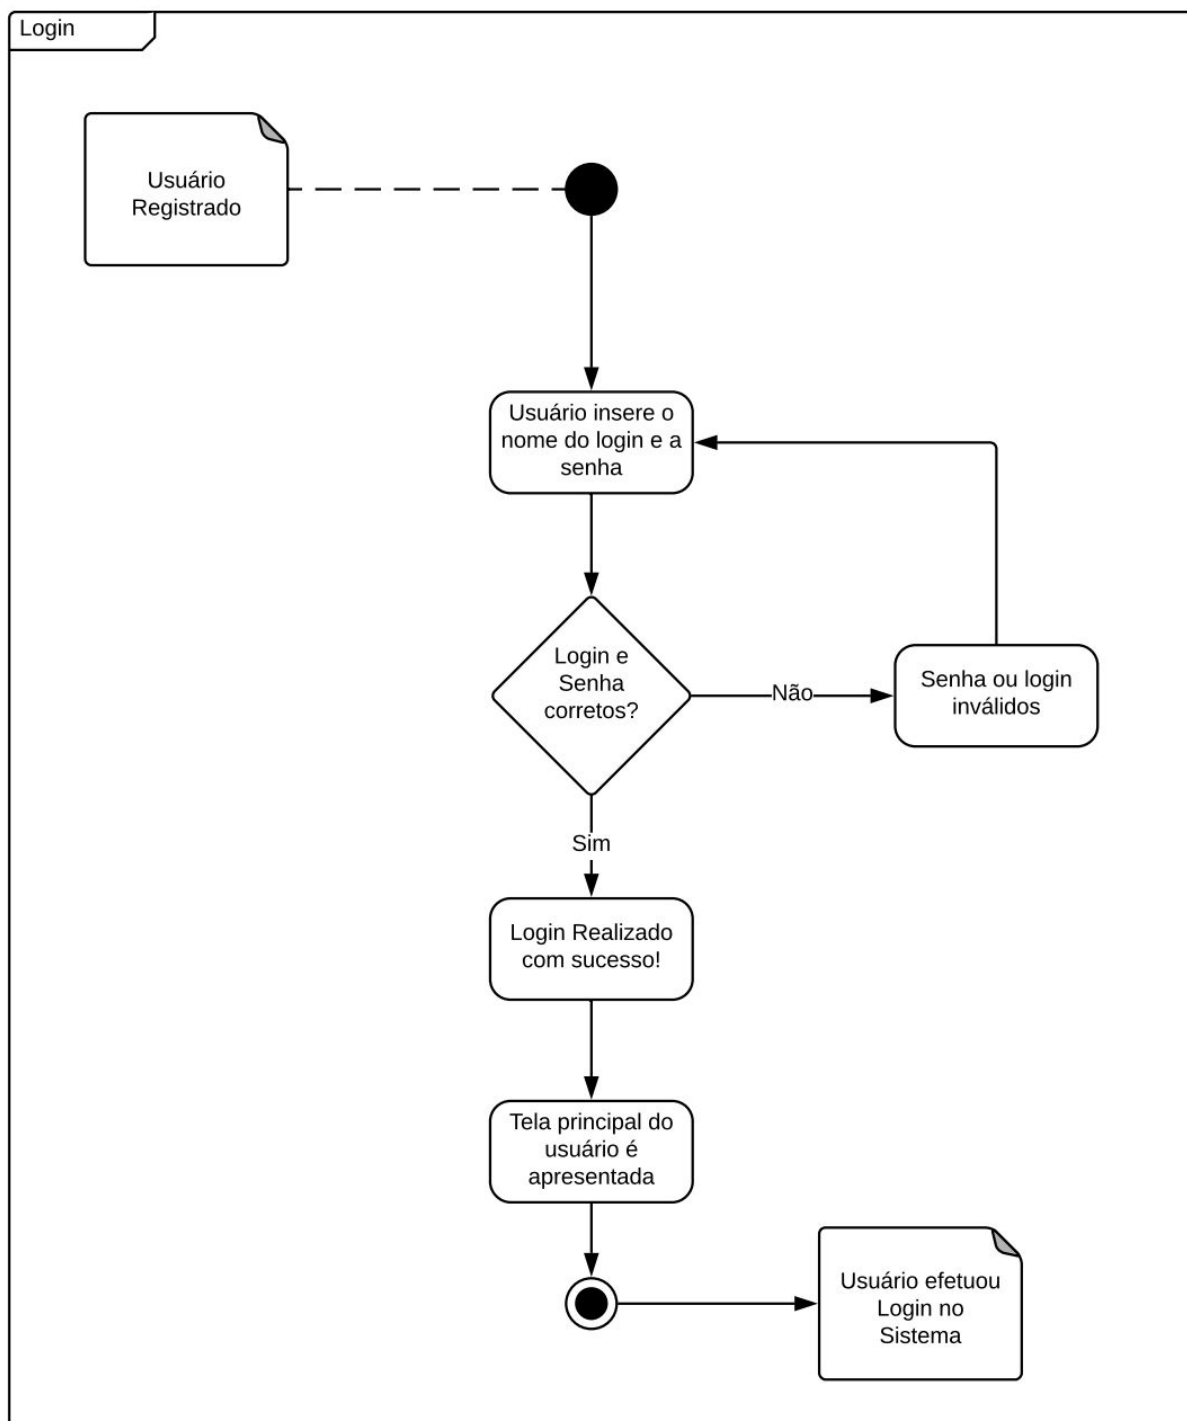 Login
Usuário
Registrado
Usuário insere o
nome do login e a
senha
Login e
Senha
corretos?
Não
Senha ou login
inválidos
Sim
Login Realizado
com sucesso!
Tela principal do
usuário é
apresentada
Usuário efetuou
Login no
Sistema